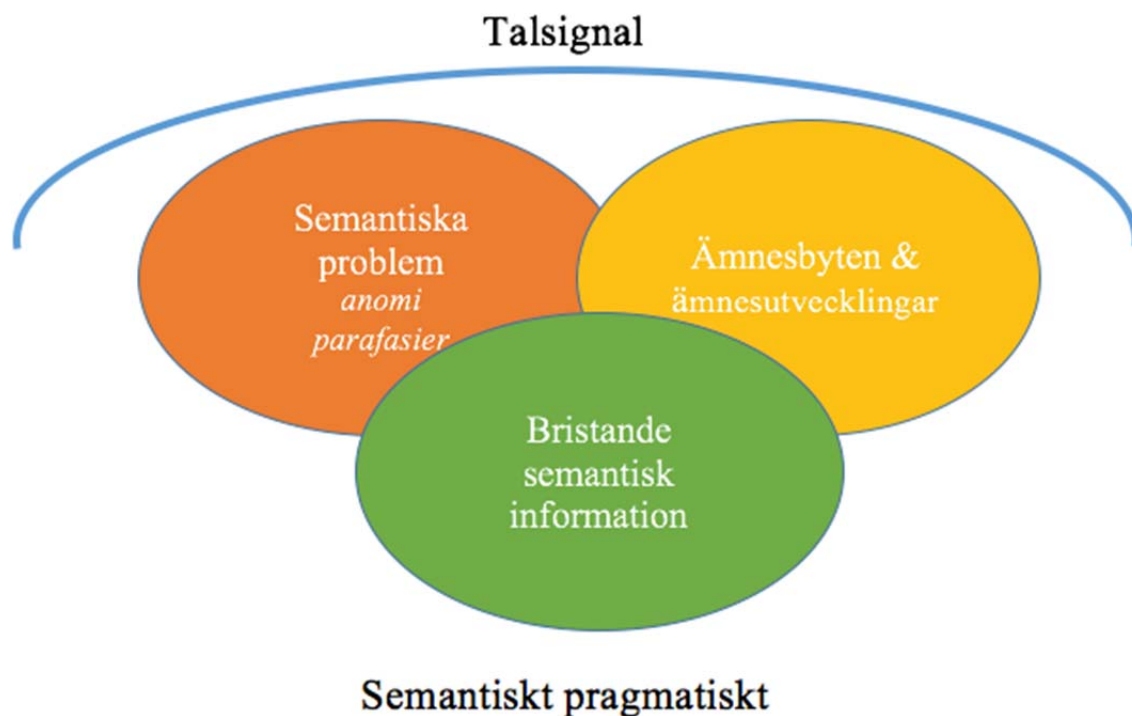 Talsignal
Semantiska
problem
anomi
parafasier
Ämnesbyten &
ämnesutvecklingar
Bristande
semantisk
information
Semantiskt pragmatiskt